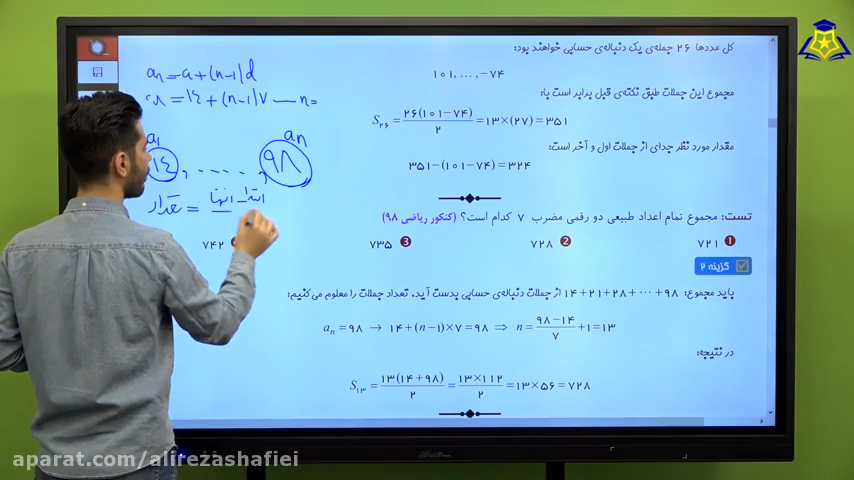 کل عددها ۲۶ جمله‌ی یک دنباله‌ی حسابی خواهند بود:
۱۰۱,...,−۷۴
مجموع این جملات طبق نکته‌ی قبل برابر است با:
S۲۶ = ۲۶(۱۰۱−۷۴)/۲ = ۱۳×(۲۷) = ۳۵۱
مقدار مورد نظر جدای از جملات اول و آخر است:
۳۵۱−(۱۰۱−۷۴) = ۳۲۴
تست: مجموع تمام اعداد طبیعی دو رقمی مضرب ۷ کدام است؟ (کنکور ریاضی ۹۸)
۱ ۷۲۱ ۲ ۷۲۸ ۳ ۷۳۵ ۷۴۲
گزینه ۲
باید مجموع: ۱۴+۲۱+۲۸+⋯+۹۸ از جملات دنباله‌ی حسابی بدست آید. تعداد جملات را معلوم می‌کنیم:
an = ۹۸ → ۱۴+(n−۱)×۷ = ۹۸ ⇒ n = (۹۸−۱۴)/۷ + ۱ = ۱۳
در نتیجه:
S۱۳ = ۱۳(۱۴+۹۸)/۲ = ۱۳×۱۱۲/۲ = ۱۳×۵۶ = ۷۲۸
an = a + (n-1)d
= ۱۴ + (n-1)۷ — n =
a1 an
۱۴, ....., ۹۸
تعداد = ابتدا - انتها
aparat.com/alirezashafiei